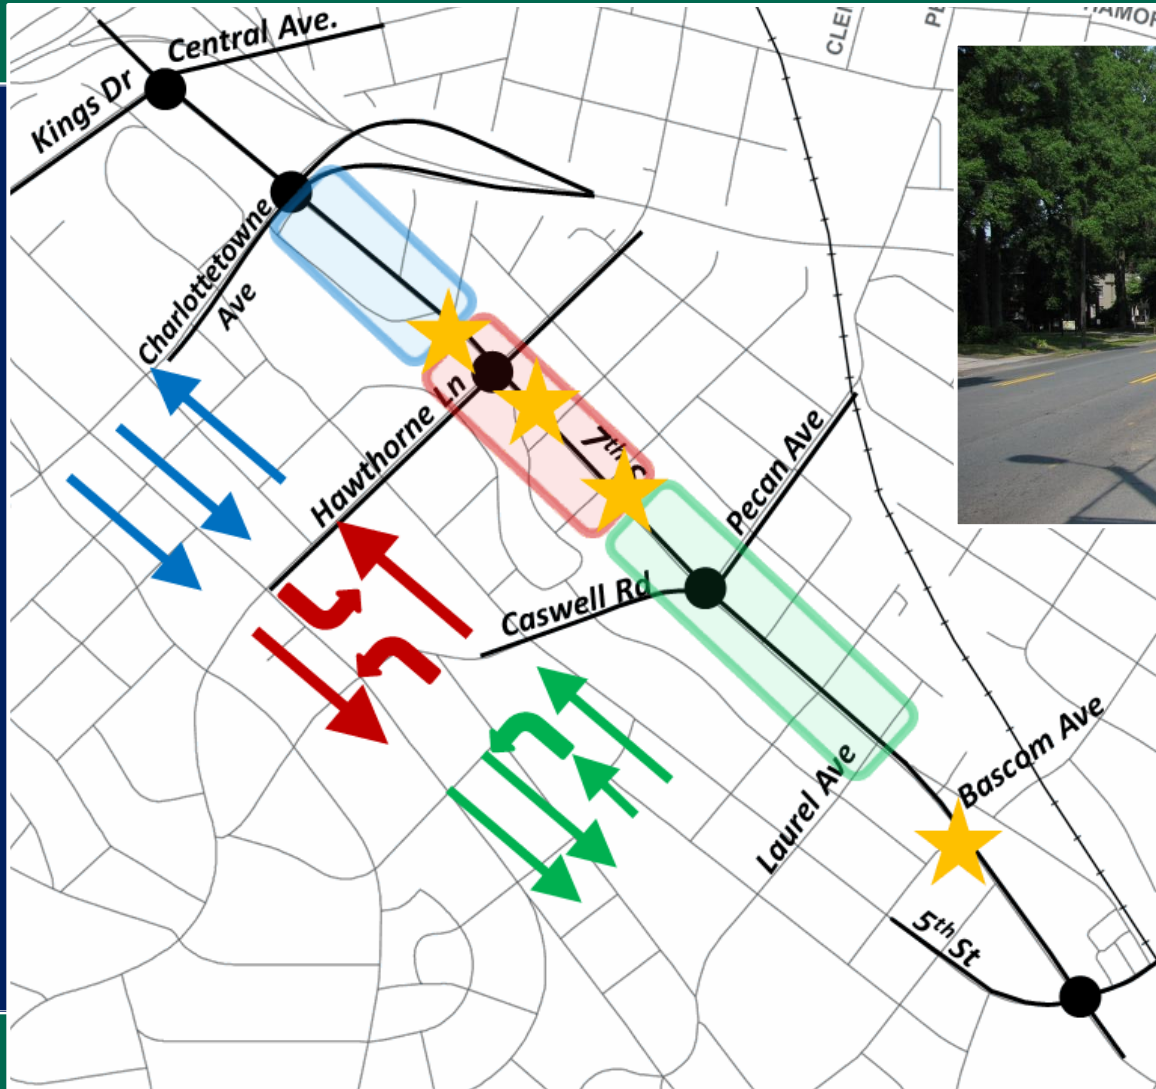 Central Ave.
Kings Dr
Charlottetowne
Ave
Hawthorne Ln
7th
Pecan Ave
Caswell Rd
Laurel Ave
Bascom Ave
5th St